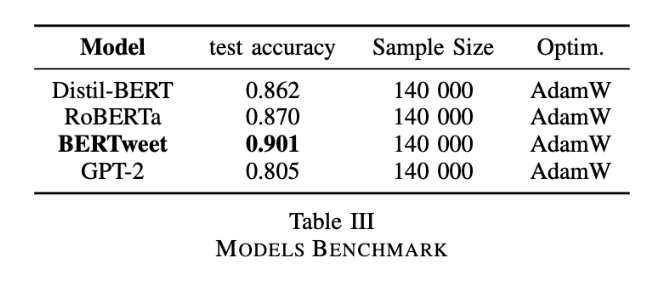 Model test accuracy Sample Size Optim.
Distil-BERT 0.862 140 000 AdamW
RoBERTa 0.870 140 000 AdamW
BERTweet 0.901 140 000 AdamW
GPT-2 0.805 140 000 AdamW
Table III
MODELS BENCHMARK